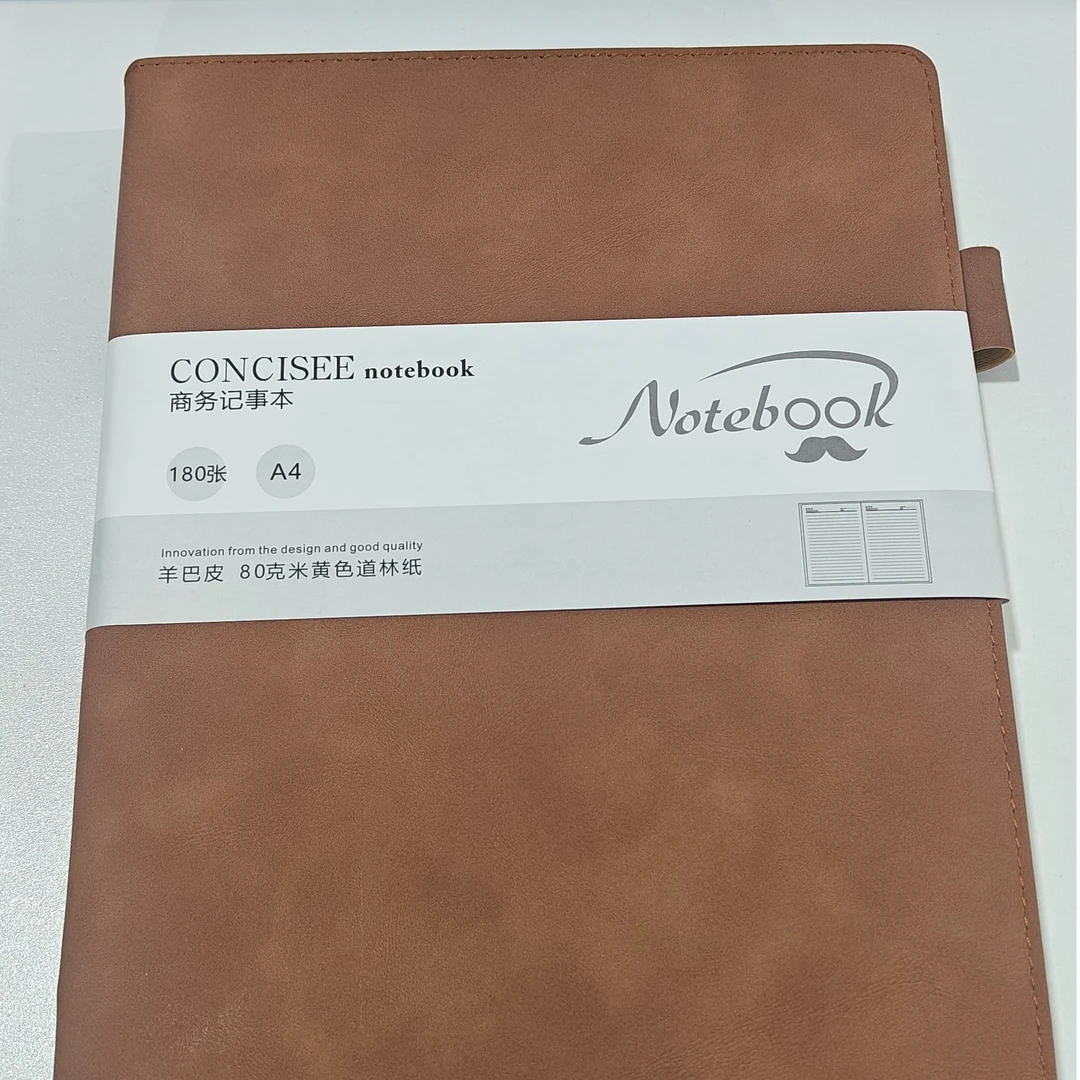 CONCISEE notebook
商务记事本
Notebook
180张
A4
Innovation from the design and good quality
羊巴皮 80克米黄色道林纸